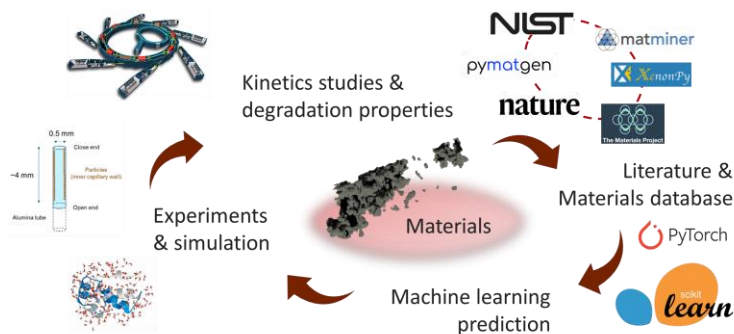 NIST
matminer
pymatgen
XenonPy
nature
The Materials Project
Kinetics studies &
degradation properties
0.5 mm
Close end
~4 mm
Particles
(inner capillary wall)
Open end
Alumina tube
Experiments
& simulation
Materials
Literature &
Materials database
PyTorch
scikit
learn
Machine learning
prediction